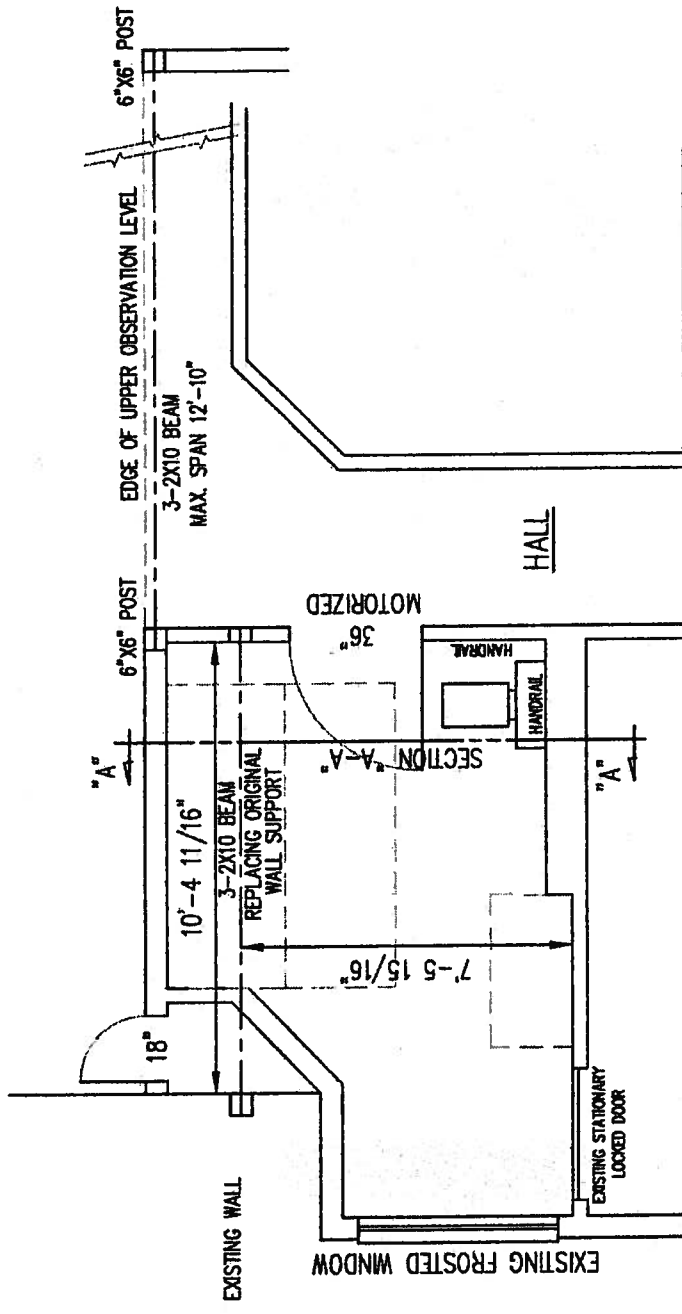 EXISTING WALL
18"
"A"
10'-4 11/16"
3-2X10 BEAM
REPLACING ORIGINAL
WALL SUPPORT
6"X6" POST
EDGE OF UPPER OBSERVATION LEVEL
3-2X10 BEAM
MAX. SPAN 12'-10"
6"X6" POST
7'-5 15/16"
SECTION "A-A"
36"
MOTORIZED
HANDRAIL
HANDRAIL
HALL
"A"
EXISTING STATIONARY
LOCKED DOOR
EXISTING FROSTED WINDOW